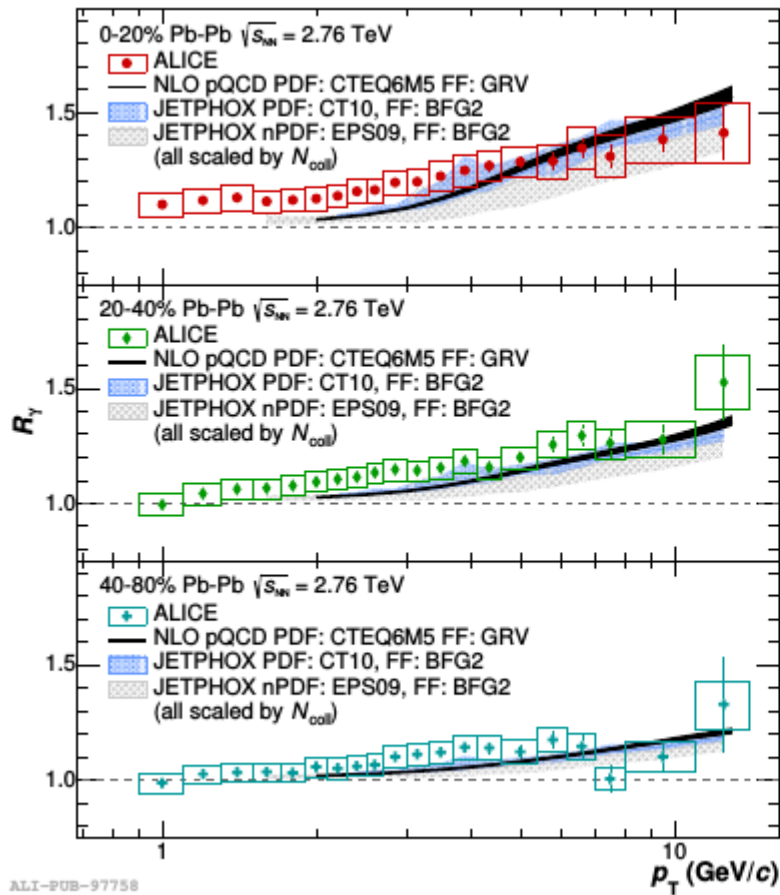 0-20% Pb-Pb √sNN = 2.76 TeV
ALICE
NLO pQCD PDF: CTEQ6M5 FF: GRV
JETPHOX PDF: CT10, FF: BFG2
JETPHOX nPDF: EPS09, FF: BFG2
(all scaled by Ncoll)
1.5
1.0
20-40% Pb-Pb √sNN = 2.76 TeV
ALICE
NLO pQCD PDF: CTEQ6M5 FF: GRV
JETPHOX PDF: CT10, FF: BFG2
JETPHOX nPDF: EPS09, FF: BFG2
(all scaled by Ncoll)
1.5
Rγ
1.0
40-80% Pb-Pb √sNN = 2.76 TeV
ALICE
NLO pQCD PDF: CTEQ6M5 FF: GRV
JETPHOX PDF: CT10, FF: BFG2
JETPHOX nPDF: EPS09, FF: BFG2
(all scaled by Ncoll)
1.5
1.0
1 10
pT (GeV/c)
ALI-PUB-97758